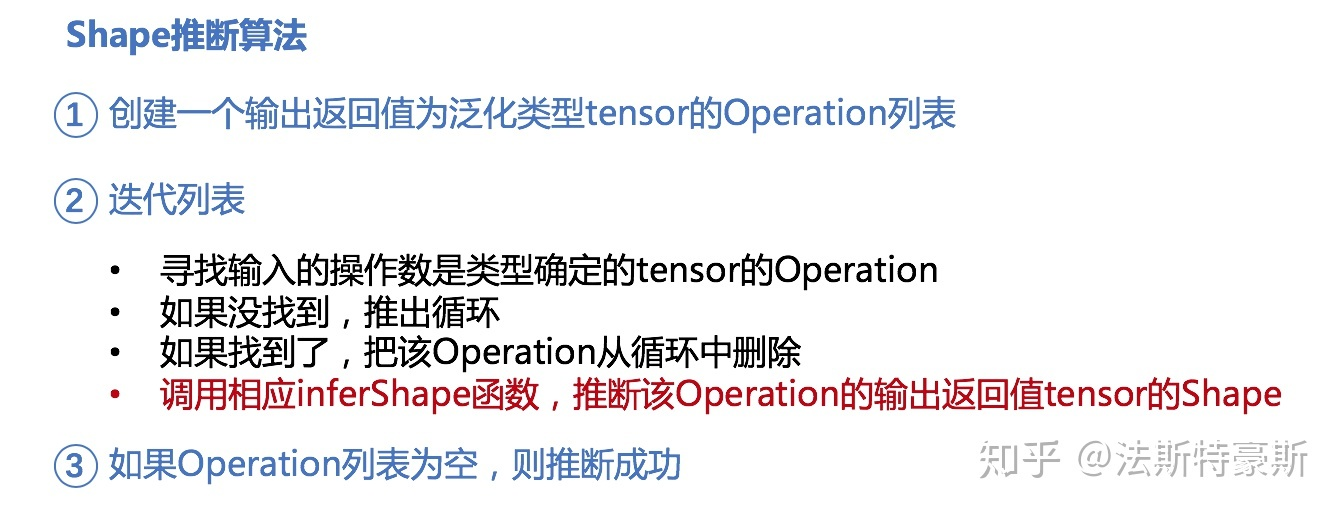 Shape推断算法
① 创建一个输出返回值为泛化类型tensor的Operation列表
② 迭代列表
• 寻找输入的操作数是类型确定的tensor的Operation
• 如果没找到，推出循环
• 如果找到了，把该Operation从循环中删除
• 调用相应inferShape函数，推断该Operation的输出返回值tensor的Shape
③ 如果Operation列表为空，则推断成功
知乎 @法斯特豪斯